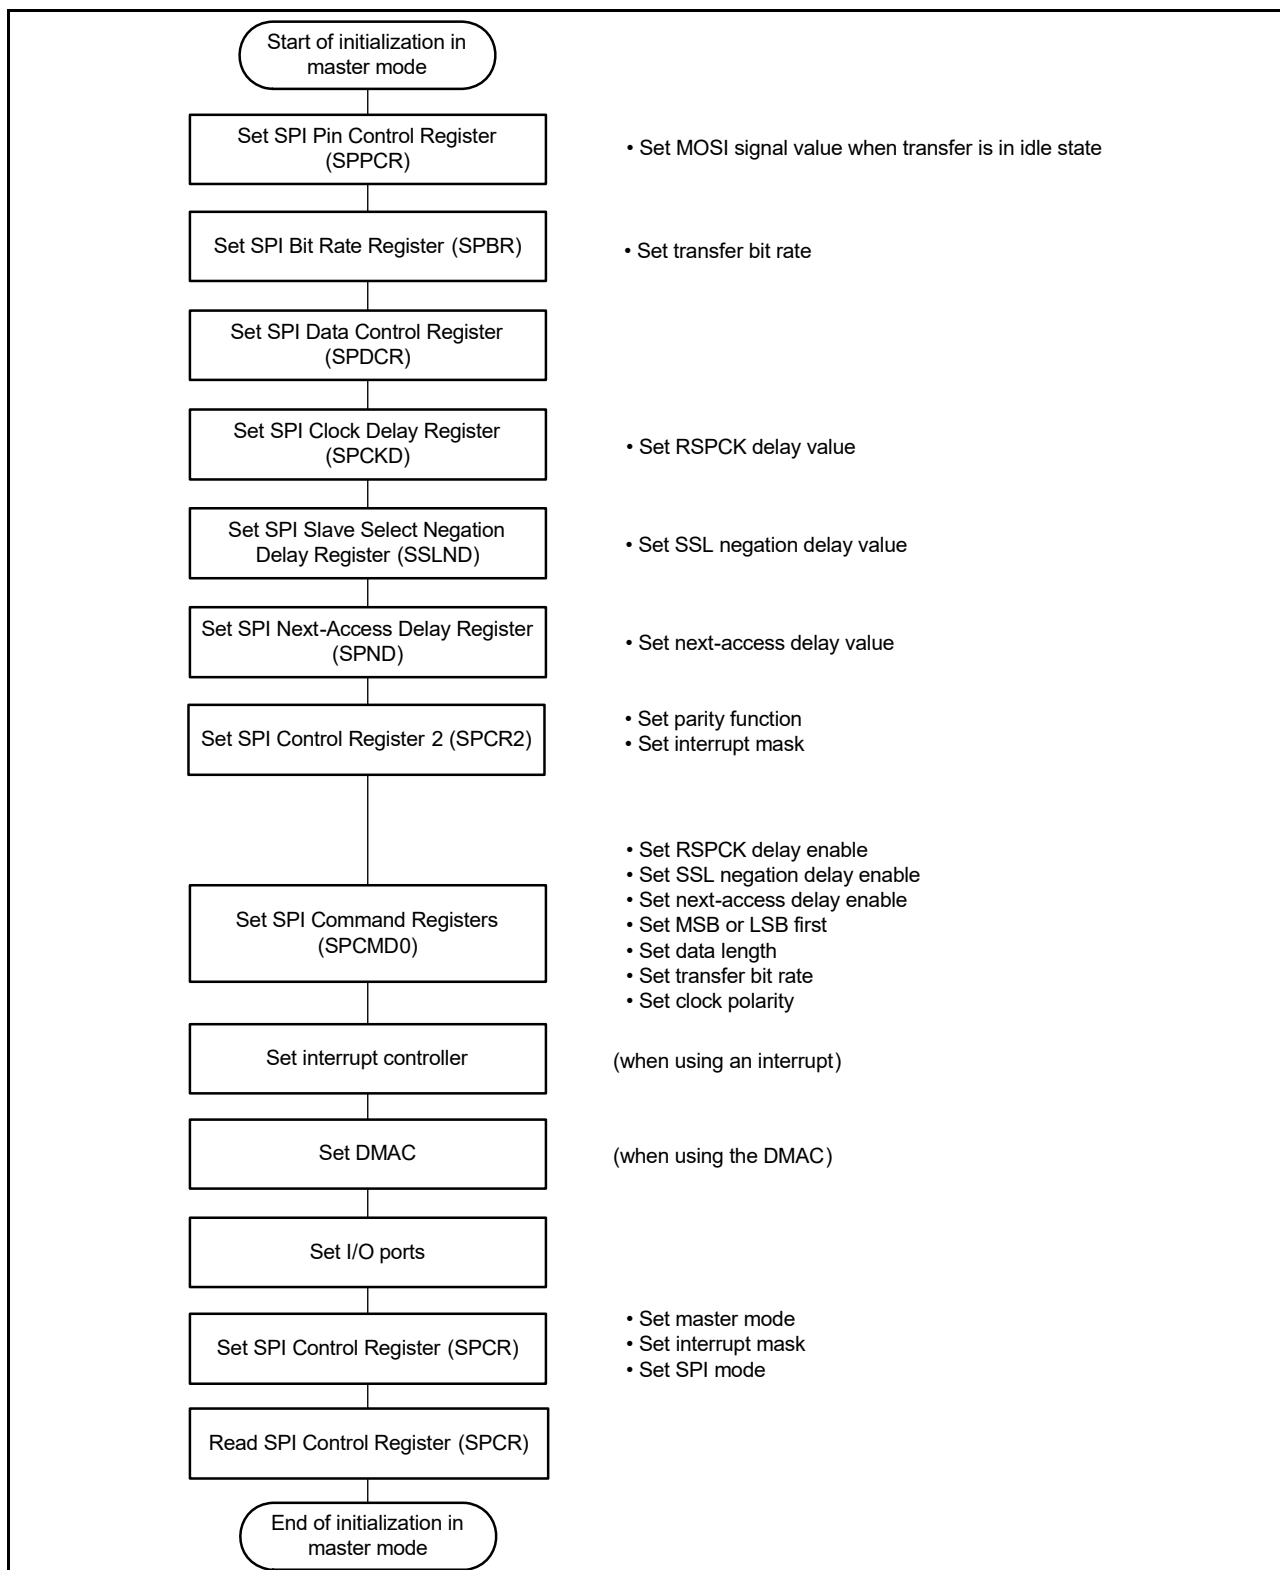 Start of initialization in
master mode
Set SPI Pin Control Register
(SPPCR)
• Set MOSI signal value when transfer is in idle state
Set SPI Bit Rate Register (SPBR)
• Set transfer bit rate
Set SPI Data Control Register
(SPDCR)
Set SPI Clock Delay Register
(SPCKD)
• Set RSPCK delay value
Set SPI Slave Select Negation
Delay Register (SSLND)
• Set SSL negation delay value
Set SPI Next-Access Delay Register
(SPND)
• Set next-access delay value
Set SPI Control Register 2 (SPCR2)
• Set parity function
• Set interrupt mask
Set SPI Command Registers
(SPCMD0)
• Set RSPCK delay enable
• Set SSL negation delay enable
• Set next-access delay enable
• Set MSB or LSB first
• Set data length
• Set transfer bit rate
• Set clock polarity
Set interrupt controller
(when using an interrupt)
Set DMAC
(when using the DMAC)
Set I/O ports
Set SPI Control Register (SPCR)
• Set master mode
• Set interrupt mask
• Set SPI mode
Read SPI Control Register (SPCR)
End of initialization in
master mode